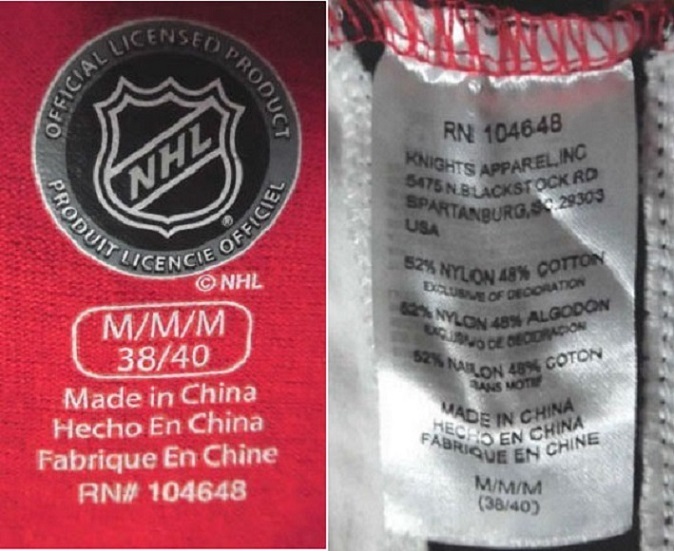 OFFICIAL LICENSED PRODUCT
NHL
®
PRODUIT LICENCIE OFFICIEL
© NHL
M/M/M
38/40
Made in China
Hecho En China
Fabrique En Chine
RN# 104648
RN# 104648
KNIGHTS APPAREL,INC
5475 N.BLACKSTOCK RD
SPARTANBURG,SC.29303
USA
52% NYLION 48% COTTON
EXCLUSIVE OF DECORATION
52% NYLON 48% ALGODON
EXCLUSIVO DE DECORACION
52% NAILON 48% COTON
SANS MOTIF
MADE IN CHINA
HECHO EN CHINA
FABRIQUE EN CHINE
M/M/M
(38/40)